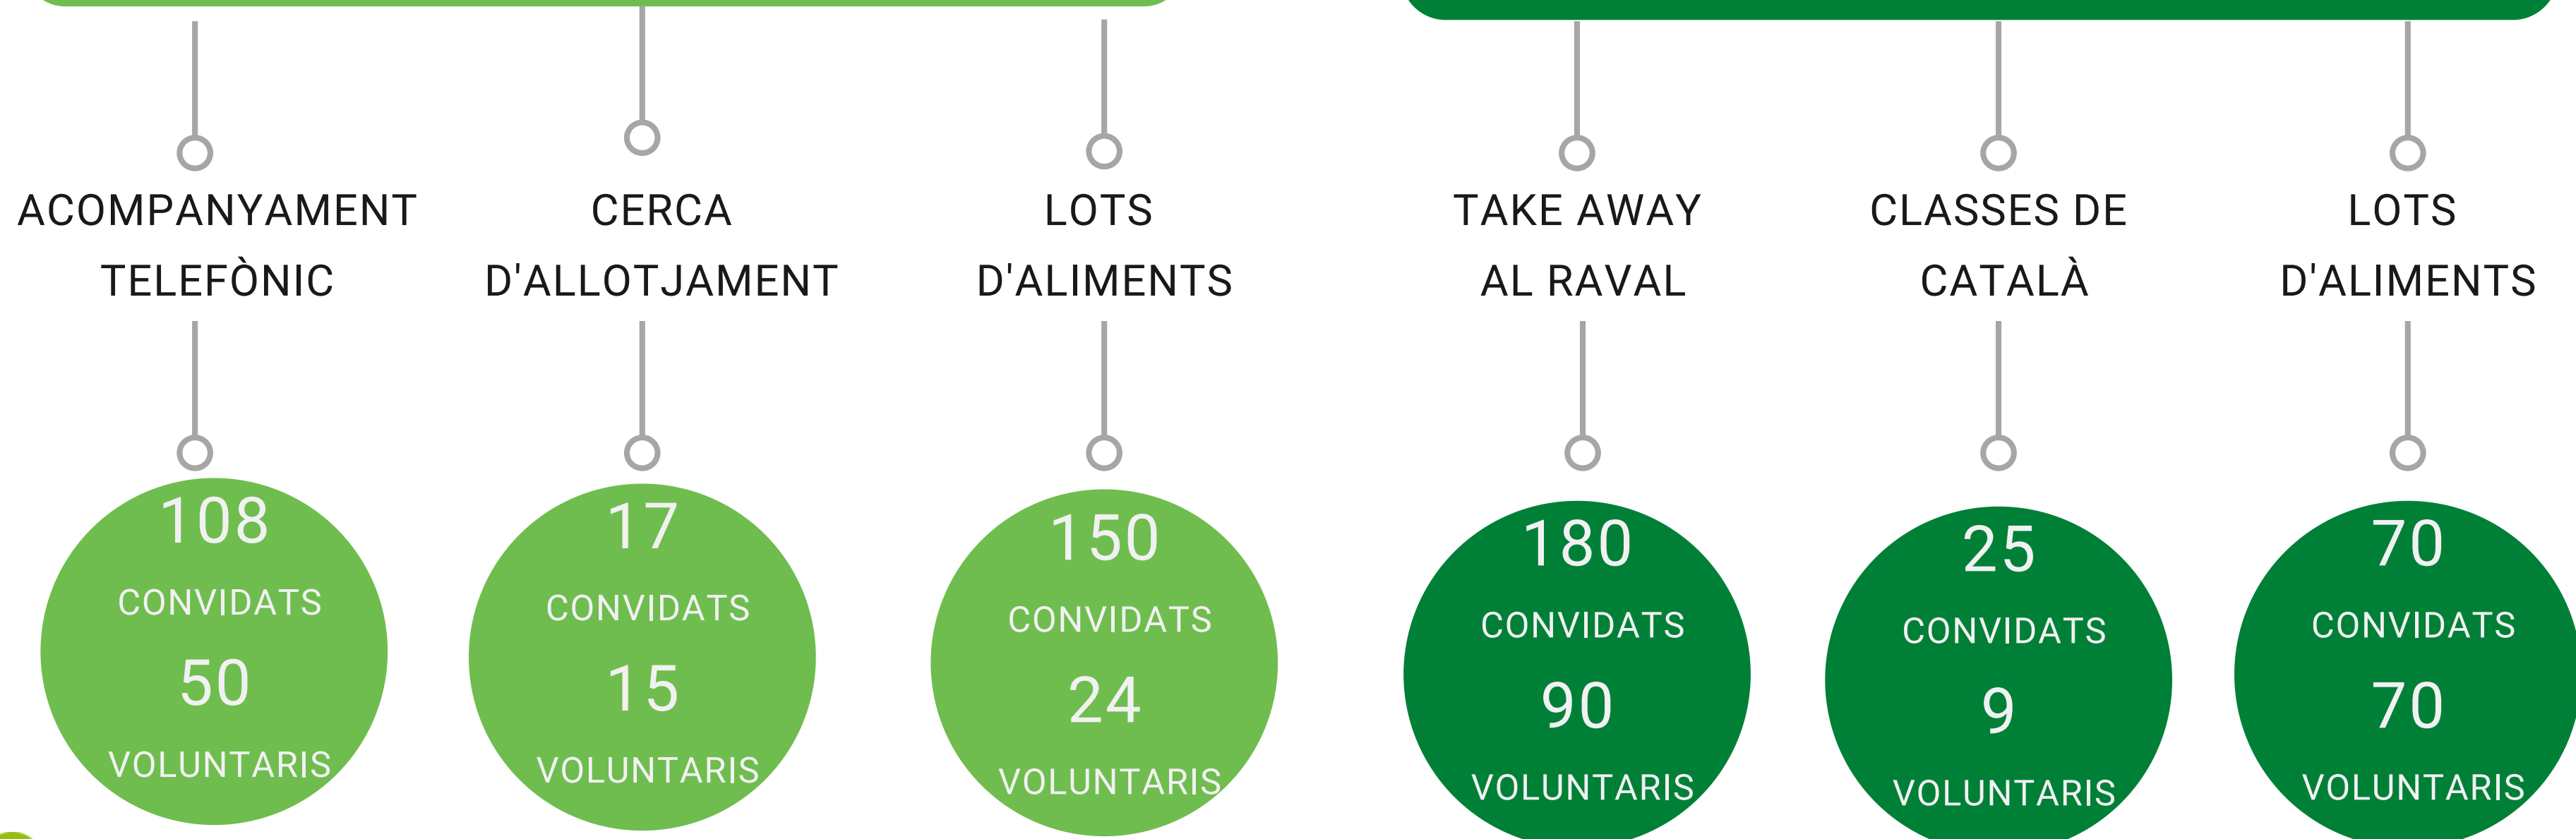 ACOMPANYAMENT
TELEFÒNIC
108
CONVIDATS
50
VOLUNTARIS
CERCA
D'ALLOTJAMENT
17
CONVIDATS
15
VOLUNTARIS
LOTS
D'ALIMENTS
150
CONVIDATS
24
VOLUNTARIS
TAKE AWAY
AL RAVAL
180
CONVIDATS
90
VOLUNTARIS
CLASSES DE
CATALÀ
25
CONVIDATS
9
VOLUNTARIS
LOTS
D'ALIMENTS
70
CONVIDATS
70
VOLUNTARIS